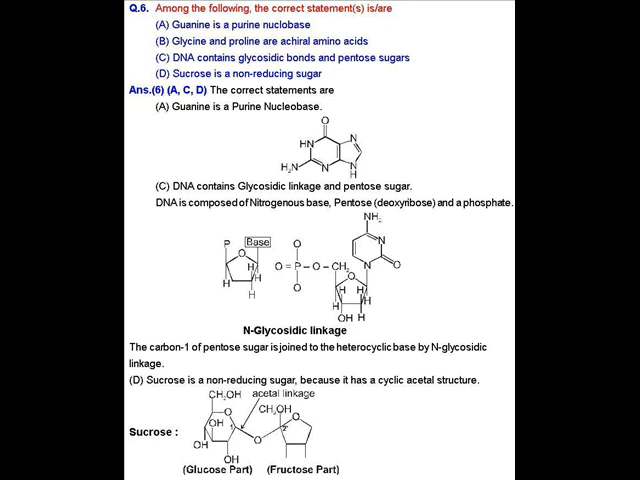 Q.6. Among the following, the correct statement(s) is/are
(A) Guanine is a purine nuclobase
(B) Glycine and proline are achiral amino acids
(C) DNA contains glycosidic bonds and pentose sugars
(D) Sucrose is a non-reducing sugar
Ans.(6) (A, C, D) The correct statements are
(A) Guanine is a Purine Nucleobase.
O
HN N
H₂N N N
H
(C) DNA contains Glycosidic linkage and pentose sugar.
DNA is composed of Nitrogenous base, Pentose (deoxyribose) and a phosphate.
NH₂
P Base O N
O O = P – O – CH₂ N O
H H O O
H H H H H
H OH H
N-Glycosidic linkage
The carbon-1 of pentose sugar is joined to the heterocyclic base by N-glycosidic
linkage.
(D) Sucrose is a non-reducing sugar, because it has a cyclic acetal structure.
CH₂OH acetal linkage
O CH₂OH O
OH 1 2'
Sucrose : OH O
OH
(Glucose Part) (Fructose Part)